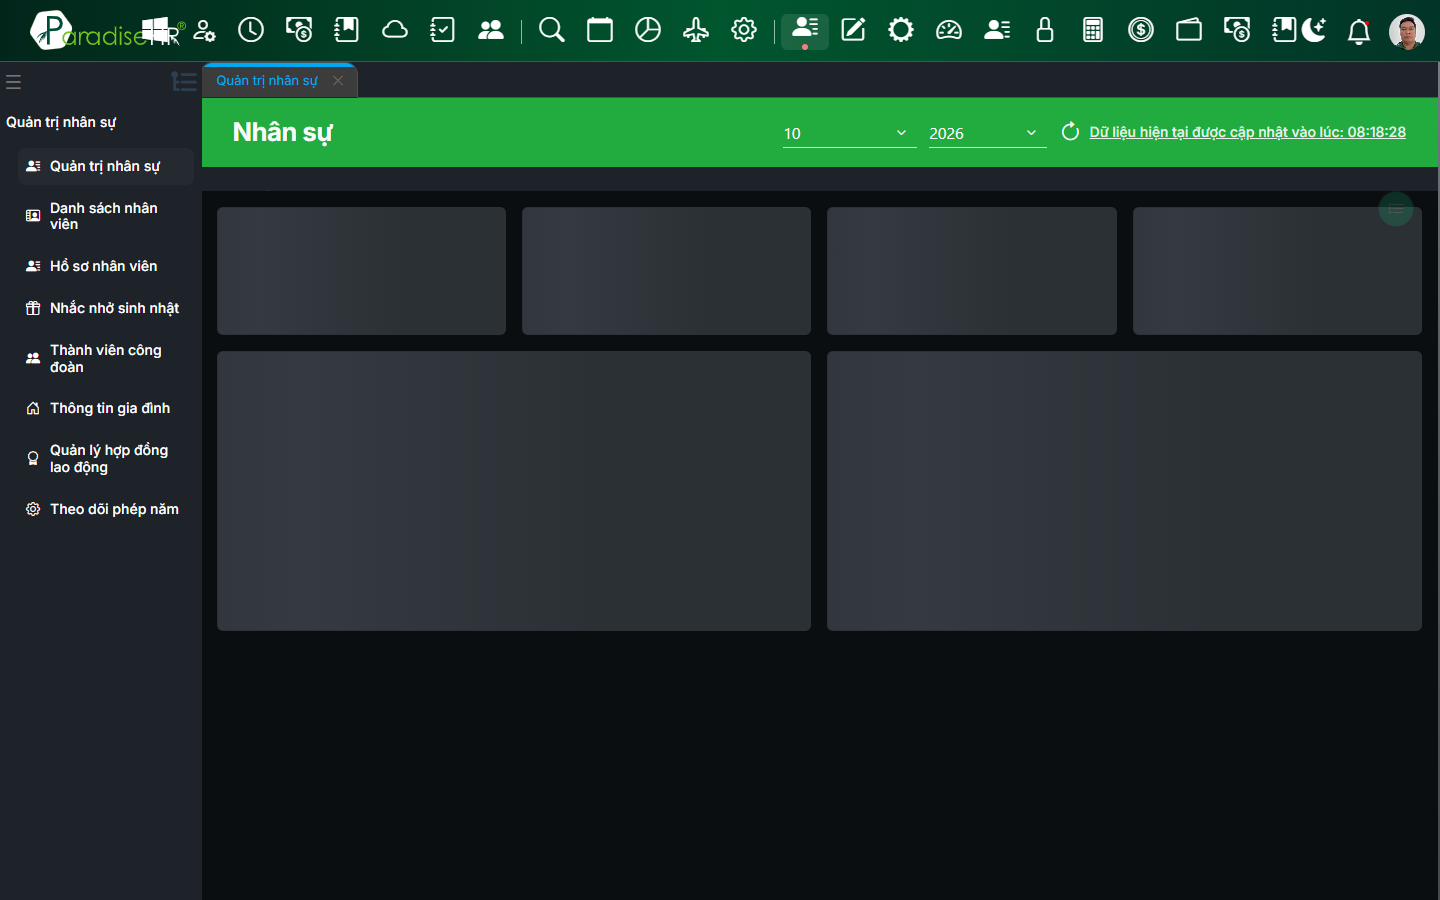 ParadiseHR®
Quản trị nhân sự
Quản trị nhân sự
Nhân sự
10
2026
Dữ liệu hiện tại được cập nhật vào lúc: 08:18:28
Quản trị nhân sự
Danh sách nhân
viên
Hồ sơ nhân viên
Nhắc nhở sinh nhật
Thành viên công
đoàn
Thông tin gia đình
Quản lý hợp đồng
lao động
Theo dõi phép năm